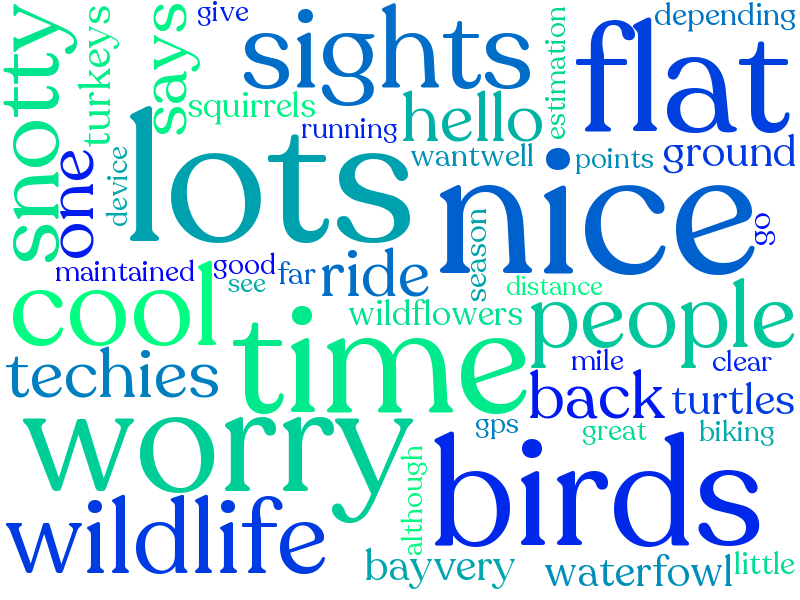 snotty
turkeys
says
give
sights
estimation
flat
depending
squirrels
running
hello
wantwell
points
ground
one
device
lots
nice
go
season
maintained
good
see
far
ride
distance
cool
wildflowers
people
time
techies
mile
clear
back
turtles
worry
gps
great
biking
although
birds
wildlife
bayvery
waterfowl
little